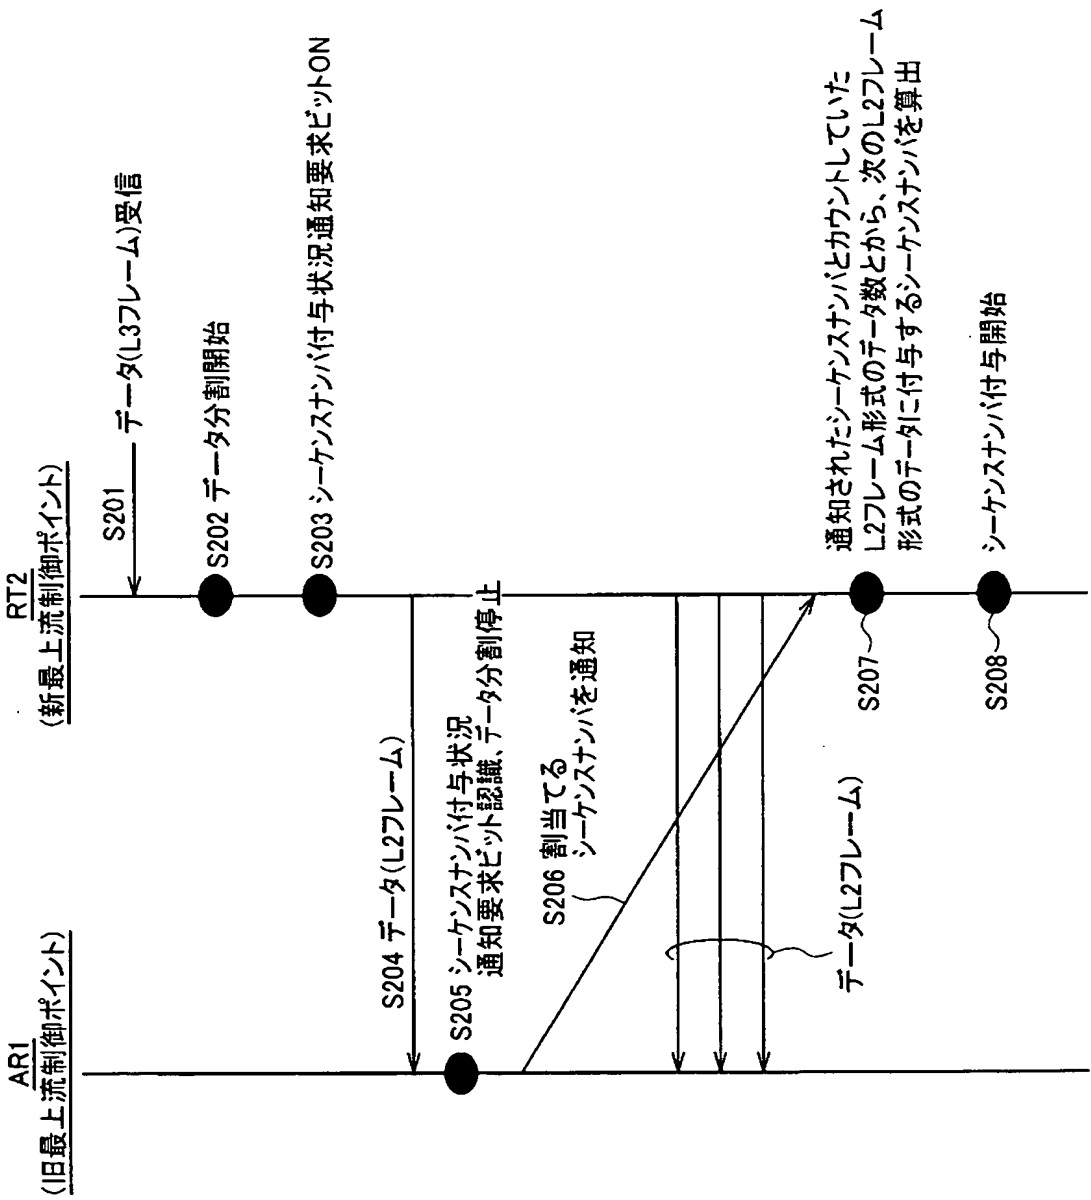 AR1
(旧最上流制御ポイント)
RT2
(新最上流制御ポイント)
S201
データ(L3フレーム)受信
S202 データ分割開始
S203 シーケンスナンバ付与状況通知要求ビットON
S204 データ(L2フレーム)
S205 シーケンスナンバ付与状況
通知要求ビット認識、データ分割停止
S206 割当てる
シーケンスナンバを通知
データ(L2フレーム)
S207
通知されたシーケンスナンバとカウントしていた
L2フレーム形式のデータ数とから、次のL2フレーム
形式のデータに付与するシーケンスナンバを算出
S208
シーケンスナンバ付与開始